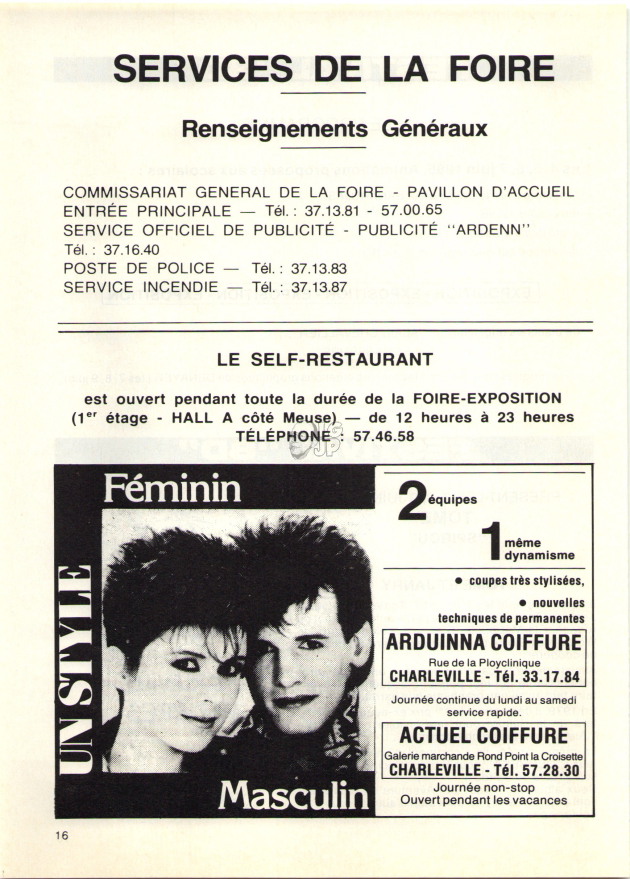 SERVICES DE LA FOIRE
Renseignements Généraux
COMMISSARIAT GENERAL DE LA FOIRE - PAVILLON D'ACCUEIL
ENTRÉE PRINCIPALE — Tél. : 37.13.81 - 57.00.65
SERVICE OFFICIEL DE PUBLICITÉ - PUBLICITÉ "ARDENN"
Tél. : 37.16.40
POSTE DE POLICE — Tél. : 37.13.83
SERVICE INCENDIE — Tél. : 37.13.87
LE SELF-RESTAURANT
est ouvert pendant toute la durée de la FOIRE-EXPOSITION
(1er étage - HALL A côté Meuse) — de 12 heures à 23 heures
TÉLÉPHONE : 57.46.58
Féminin
UN STYLE
Masculin
2 équipes
1 même
dynamisme
• coupes très stylisées,
• nouvelles
techniques de permanentes
ARDUINNA COIFFURE
Rue de la Ployclinique
CHARLEVILLE - Tél. 33.17.84
Journée continue du lundi au samedi
service rapide.
ACTUEL COIFFURE
Galerie marchande Rond Point la Croisette
CHARLEVILLE - Tél. 57.28.30
Journée non-stop
Ouvert pendant les vacances
16